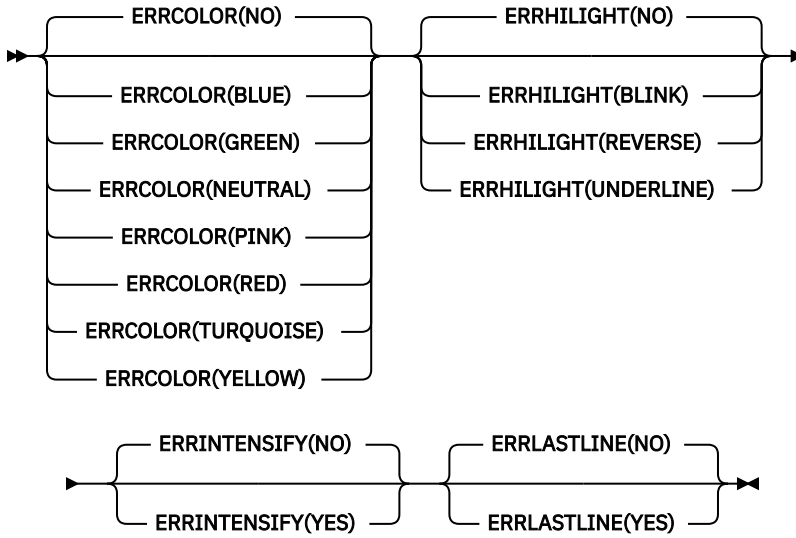 ERRCOLOR(NO)
ERRCOLOR(BLUE)
ERRCOLOR(GREEN)
ERRCOLOR(NEUTRAL)
ERRCOLOR(PINK)
ERRCOLOR(RED)
ERRCOLOR(TURQUOISE)
ERRCOLOR(YELLOW)
ERRHILIGHT(NO)
ERRHILIGHT(BLINK)
ERRHILIGHT(REVERSE)
ERRHILIGHT(UNDERLINE)
ERRINTENSIFY(NO)
ERRINTENSIFY(YES)
ERRLASTLINE(NO)
ERRLASTLINE(YES)